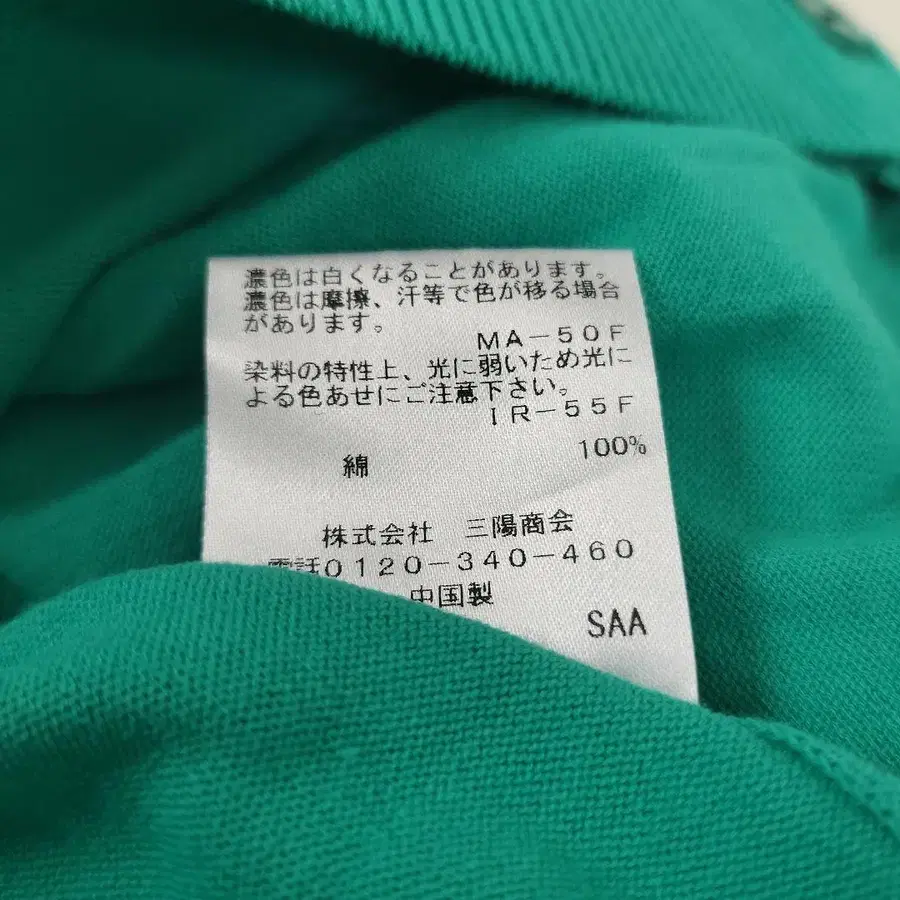 濃色は白くなることがあります。
濃色は摩擦、汗等で色が移る場合
があります。
ＭＡ－５０Ｆ
染料の特性上、光に弱いため光に
よる色あせにご注意下さい。
ＩＲ－５５Ｆ
綿 100%
株式会社　三陽商会
電話０１２０－３４０－４６０
中国製
SAA